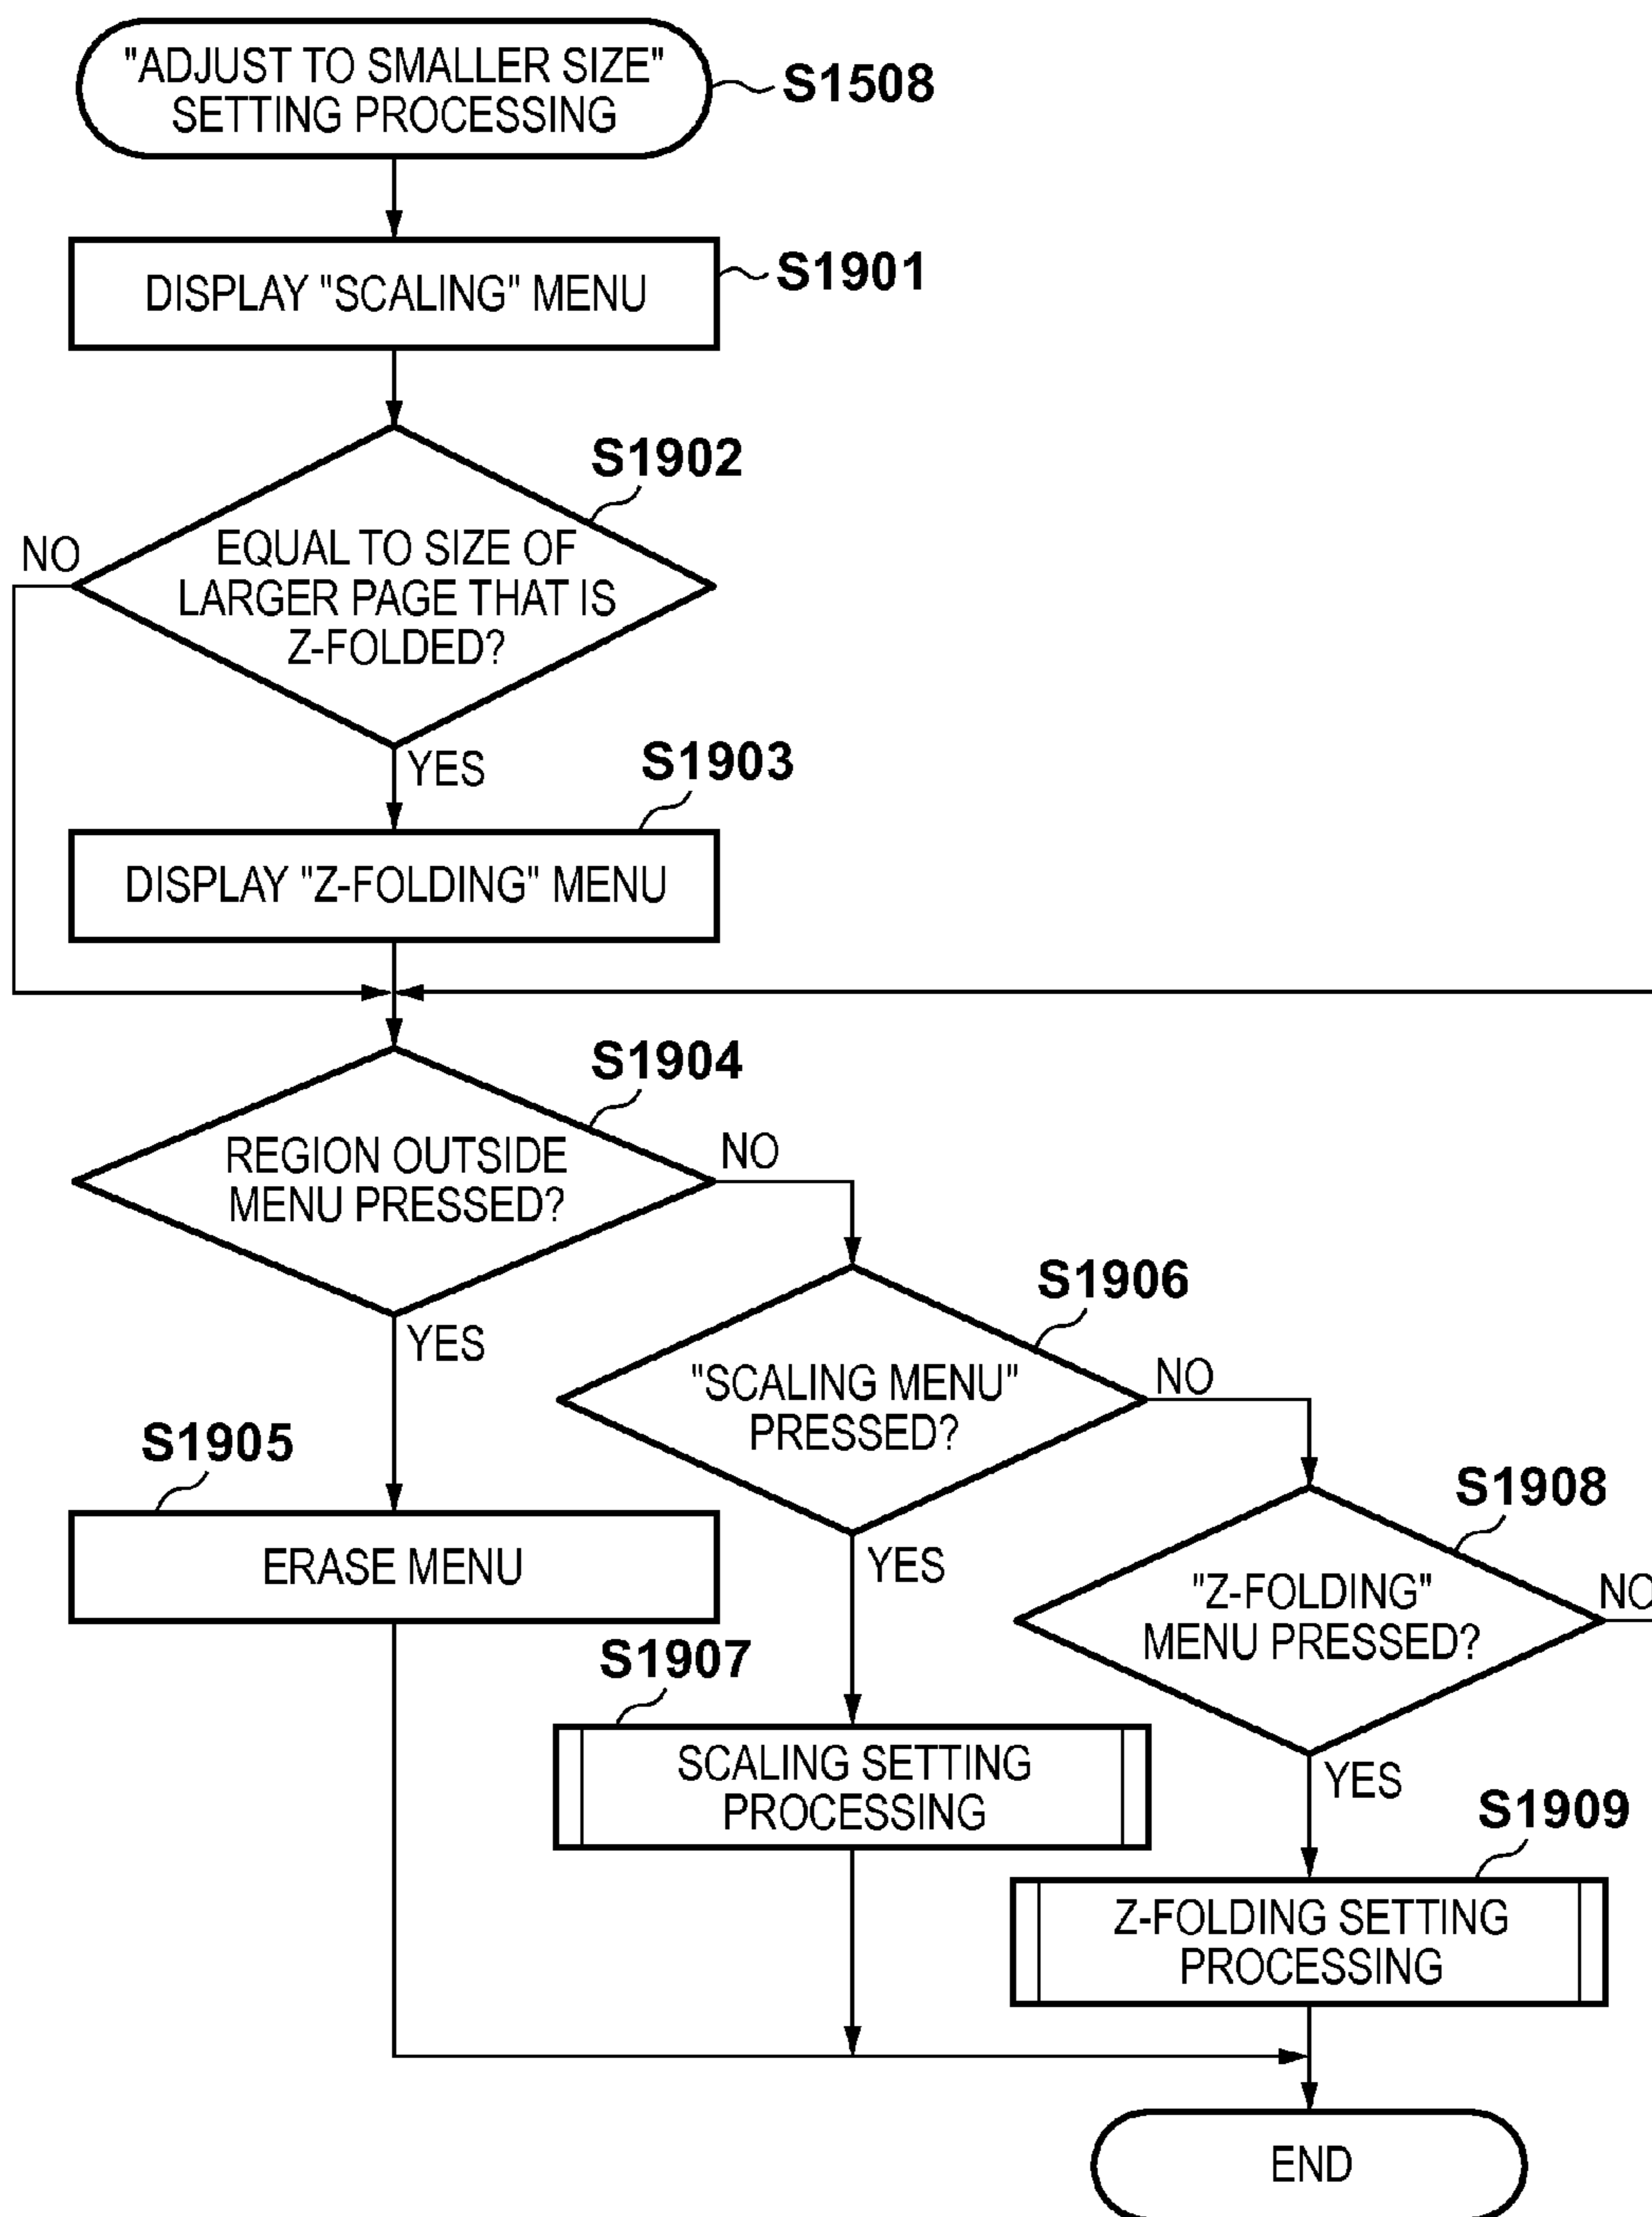 "ADJUST TO SMALLER SIZE"
SETTING PROCESSING
S1508
DISPLAY "SCALING" MENU
S1901
S1902
NO
EQUAL TO SIZE OF
LARGER PAGE THAT IS
Z-FOLDED?
YES
S1903
DISPLAY "Z-FOLDING" MENU
S1904
REGION OUTSIDE
MENU PRESSED?
NO
YES
S1906
"SCALING MENU"
PRESSED?
NO
YES
S1905
ERASE MENU
S1908
"Z-FOLDING"
MENU PRESSED?
NO
YES
S1907
SCALING SETTING
PROCESSING
S1909
Z-FOLDING SETTING
PROCESSING
END